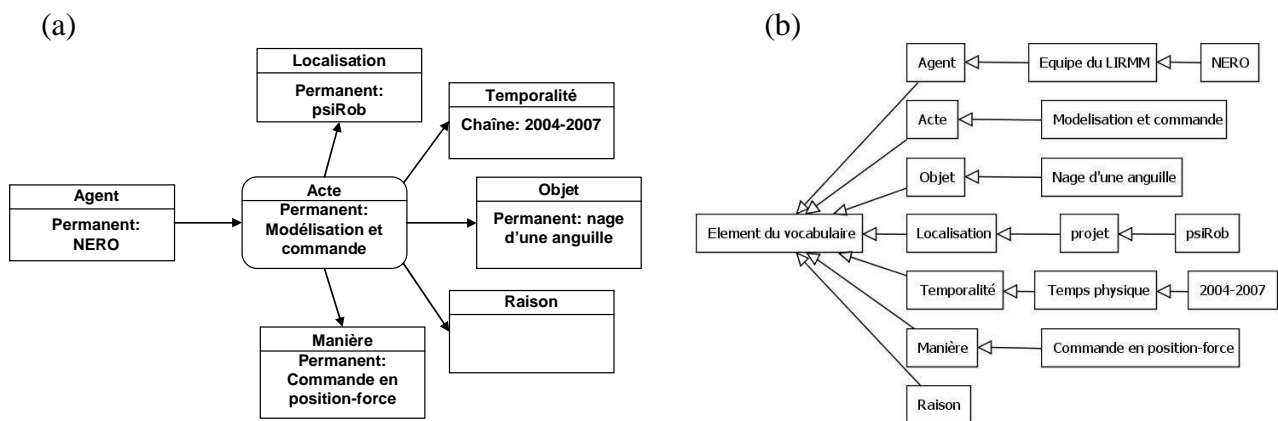 (a)
Localisation
Permanent:
psiRob
Temporalité
Chaîne: 2004-2007
Agent
Permanent:
NERO
Acte
Permanent:
Modélisation et
commande
Objet
Permanent: nage
d'une anguille
Raison
Manière
Permanent:
Commande en
position-force
(b)
Agent
Equipe du LIRMM
NERO
Acte
Modelisation et commande
Objet
Nage d'une anguille
Element du vocabulaire
Localisation
projet
psiRob
Temporalité
Temps physique
2004-2007
Manière
Commande en position-force
Raison